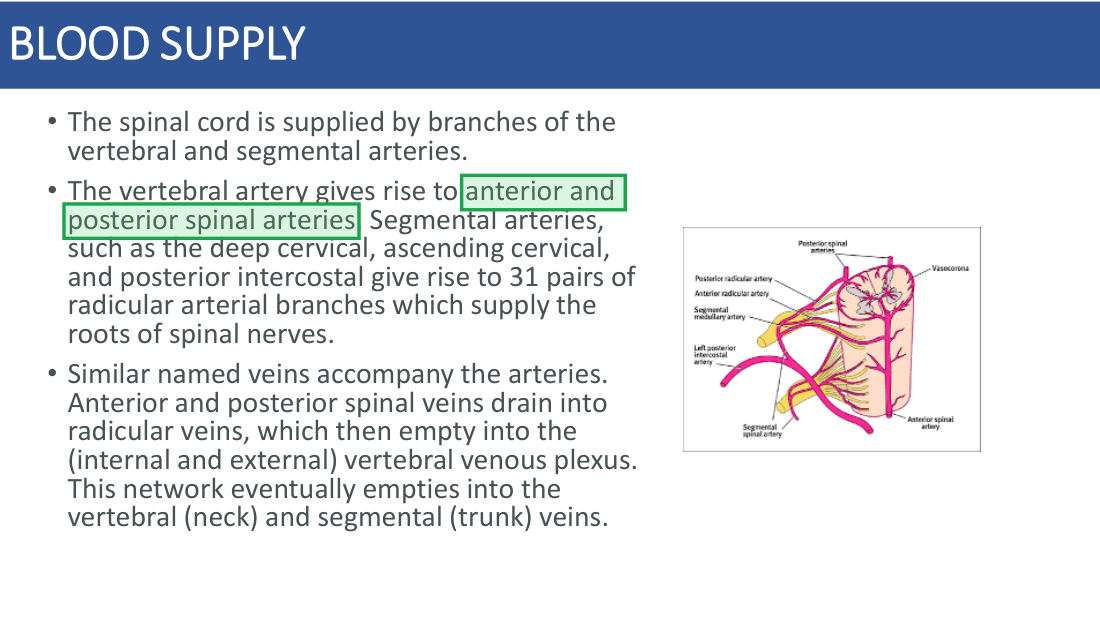 BLOOD SUPPLY
• The spinal cord is supplied by branches of the
vertebral and segmental arteries.
• The vertebral artery gives rise to anterior and
posterior spinal arteries. Segmental arteries,
such as the deep cervical, ascending cervical,
and posterior intercostal give rise to 31 pairs of
radicular arterial branches which supply the
roots of spinal nerves.
• Similar named veins accompany the arteries.
Anterior and posterior spinal veins drain into
radicular veins, which then empty into the
(internal and external) vertebral venous plexus.
This network eventually empties into the
vertebral (neck) and segmental (trunk) veins.
Posterior spinal
arteries
Vasocorona
Posterior radicular artery
Anterior radicular artery
Segmental
medullary artery
Left posterior
intercostal
artery
Segmental
spinal artery
Anterior spinal
artery